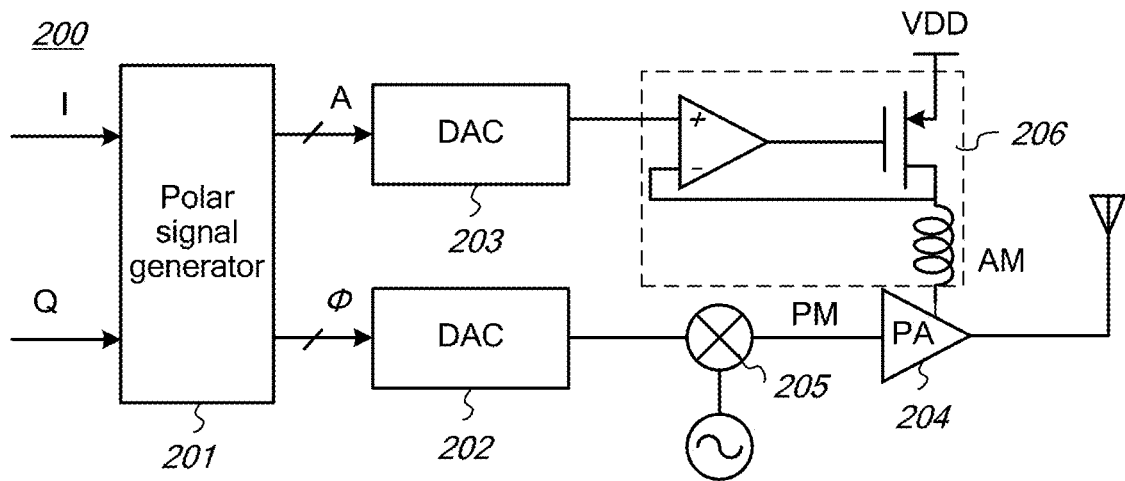 200
VDD
I
A
DAC
+
-
206
Polar
signal
generator
203
AM
Q
Φ
DAC
PM
PA
205
204
201
202